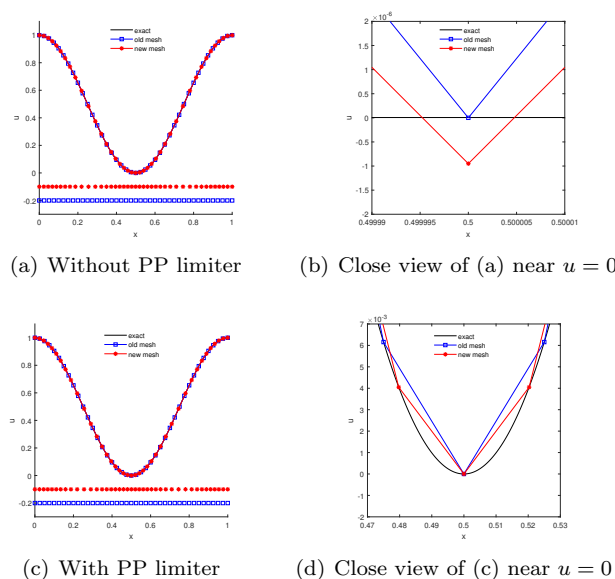 exact
old mesh
new mesh
1
0.8
0.6
0.4
0.2
0
-0.2
u
0 0.2 0.4 0.6 0.8 1
x
(a) Without PP limiter
×10⁻⁶
exact
old mesh
new mesh
2
1.5
1
0.5
0
-0.5
-1
-1.5
-2
u
0.49999 0.499995 0.5 0.500005 0.50001
x
(b) Close view of (a) near u = 0
exact
old mesh
new mesh
1
0.8
0.6
0.4
0.2
0
-0.2
u
0 0.2 0.4 0.6 0.8 1
x
(c) With PP limiter
×10⁻³
exact
old mesh
new mesh
7
6
5
4
3
2
1
0
-1
-2
u
0.47 0.48 0.49 0.5 0.51 0.52 0.53
x
(d) Close view of (c) near u = 0